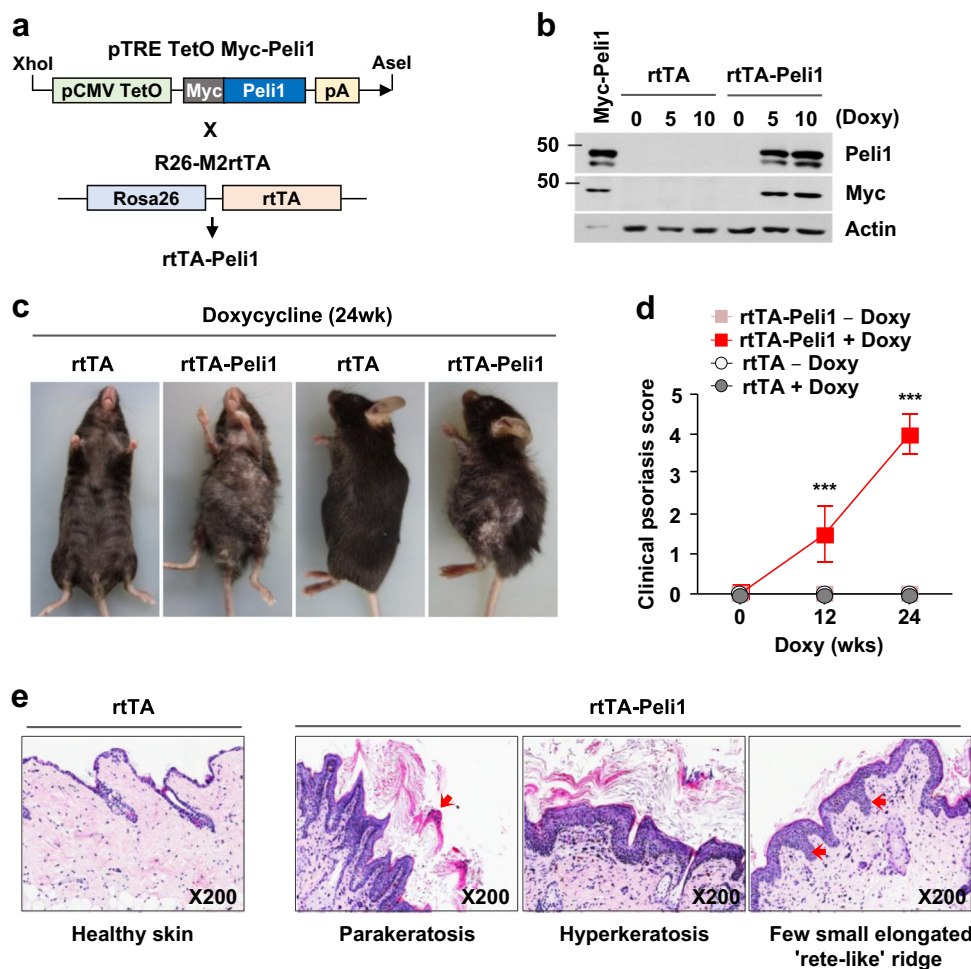 a
pTRE TetO Myc-Peli1
XhoI
AseI
pCMV TetO
Myc
Peli1
pA
X
R26-M2rtTA
Rosa26
rtTA
rtTA-Peli1
b
Myc-Peli1
rtTA
rtTA-Peli1
0 5 10 0 5 10 (Doxy)
50
Peli1
50
Myc
Actin
c
Doxycycline (24wk)
rtTA
rtTA-Peli1
rtTA
rtTA-Peli1
d
rtTA-Peli1 – Doxy
rtTA-Peli1 + Doxy
rtTA – Doxy
rtTA + Doxy
Clinical psoriasis score
5
4
3
2
1
0
***
***
0 12 24
Doxy (wks)
e
rtTA
rtTA-Peli1
X200
X200
X200
X200
Healthy skin
Parakeratosis
Hyperkeratosis
Few small elongated
'rete-like' ridge